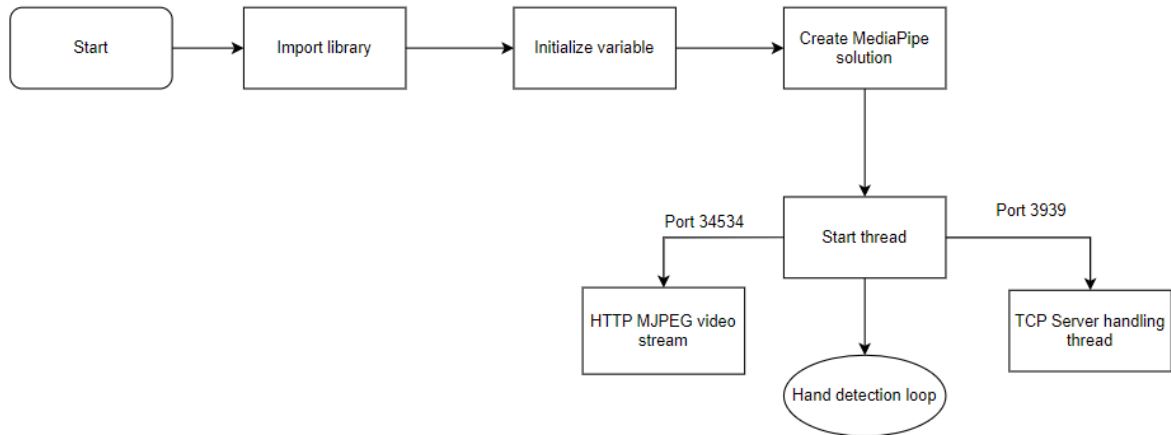 Start
Import library
Initialize variable
Create MediaPipe
solution
Port 34534
Start thread
Port 3939
HTTP MJPEG video
stream
TCP Server handling
thread
Hand detection loop